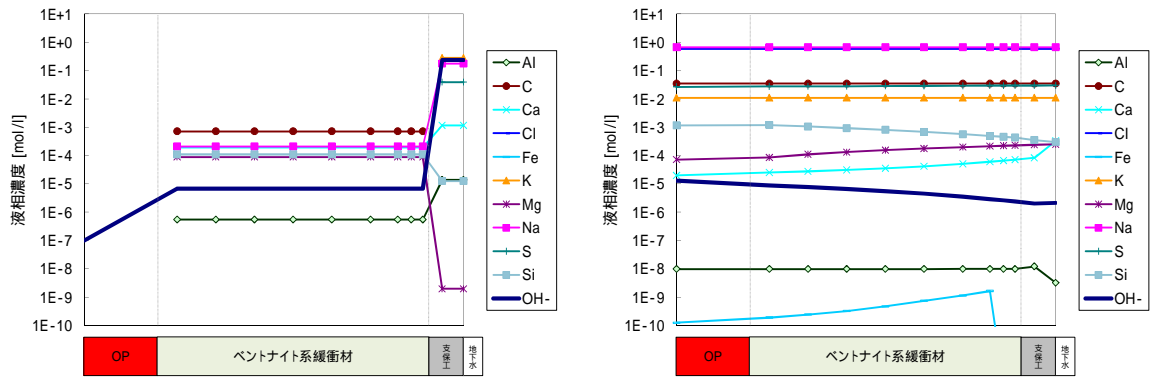 液相濃度 [mol/l]
1E+1
1E+0
1E-1
1E-2
1E-3
1E-4
1E-5
1E-6
1E-7
1E-8
1E-9
1E-10
Al
C
Ca
Cl
Fe
K
Mg
Na
S
Si
OH-
OP
ベントナイト系緩衝材
支保工
地下水
液相濃度 [mol/l]
1E+1
1E+0
1E-1
1E-2
1E-3
1E-4
1E-5
1E-6
1E-7
1E-8
1E-9
1E-10
Al
C
Ca
Cl
Fe
K
Mg
Na
S
Si
OH-
OP
ベントナイト系緩衝材
支保工
地下水